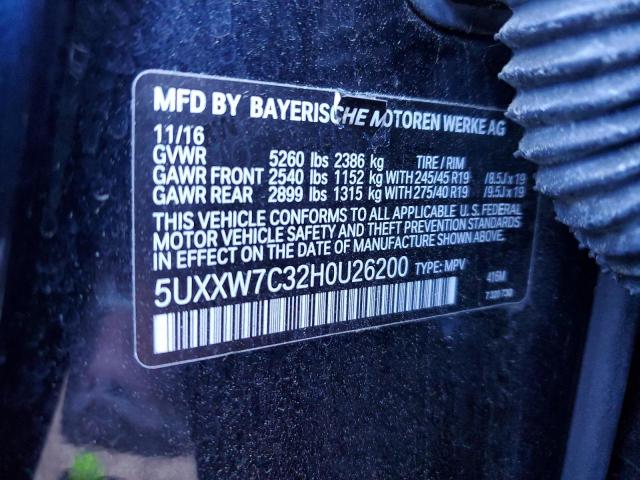 MFD BY BAYERISCHE MOTOREN WERKE AG
11/16
GVWR 5260 lbs 2386 kg TIRE / RIM
GAWR FRONT 2540 lbs 1152 kg WITH 245/45 R19 /8.5J x 19
GAWR REAR 2899 lbs 1315 kg WITH 275/40 R19 /9.5J x 19
THIS VEHICLE CONFORMS TO ALL APPLICABLE U.S. FEDERAL
MOTOR VEHICLE SAFETY AND THEFT PREVENTION STANDARDS
IN EFFECT ON THE DATE OF MANUFACTURE SHOWN ABOVE.
5UXXW7C32H0U26200 TYPE: MPV 416M